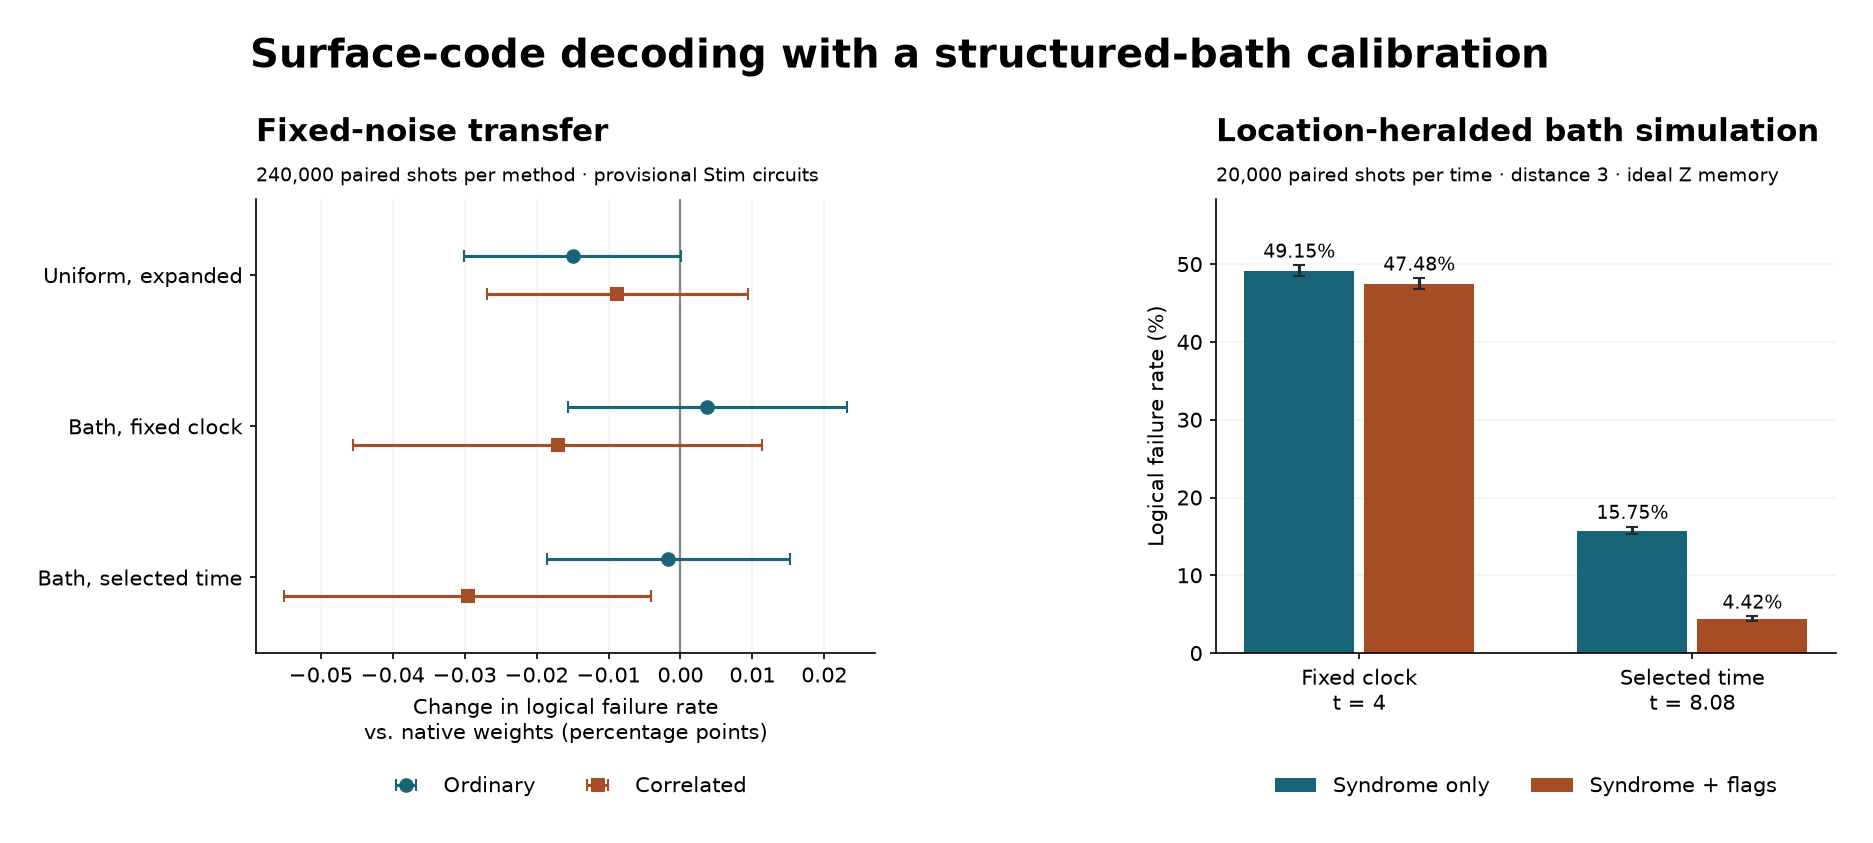 Surface-code decoding with a structured-bath calibration
Fixed-noise transfer
240,000 paired shots per method · provisional Stim circuits
Uniform, expanded
Bath, fixed clock
Bath, selected time
−0.05 −0.04 −0.03 −0.02 −0.01 0.00 0.01 0.02
Change in logical failure rate
vs. native weights (percentage points)
Ordinary Correlated
Location-heralded bath simulation
20,000 paired shots per time · distance 3 · ideal Z memory
Logical failure rate (%)
50
40
30
20
10
0
49.15%
47.48%
15.75%
4.42%
Fixed clock
t = 4
Selected time
t = 8.08
Syndrome only Syndrome + flags